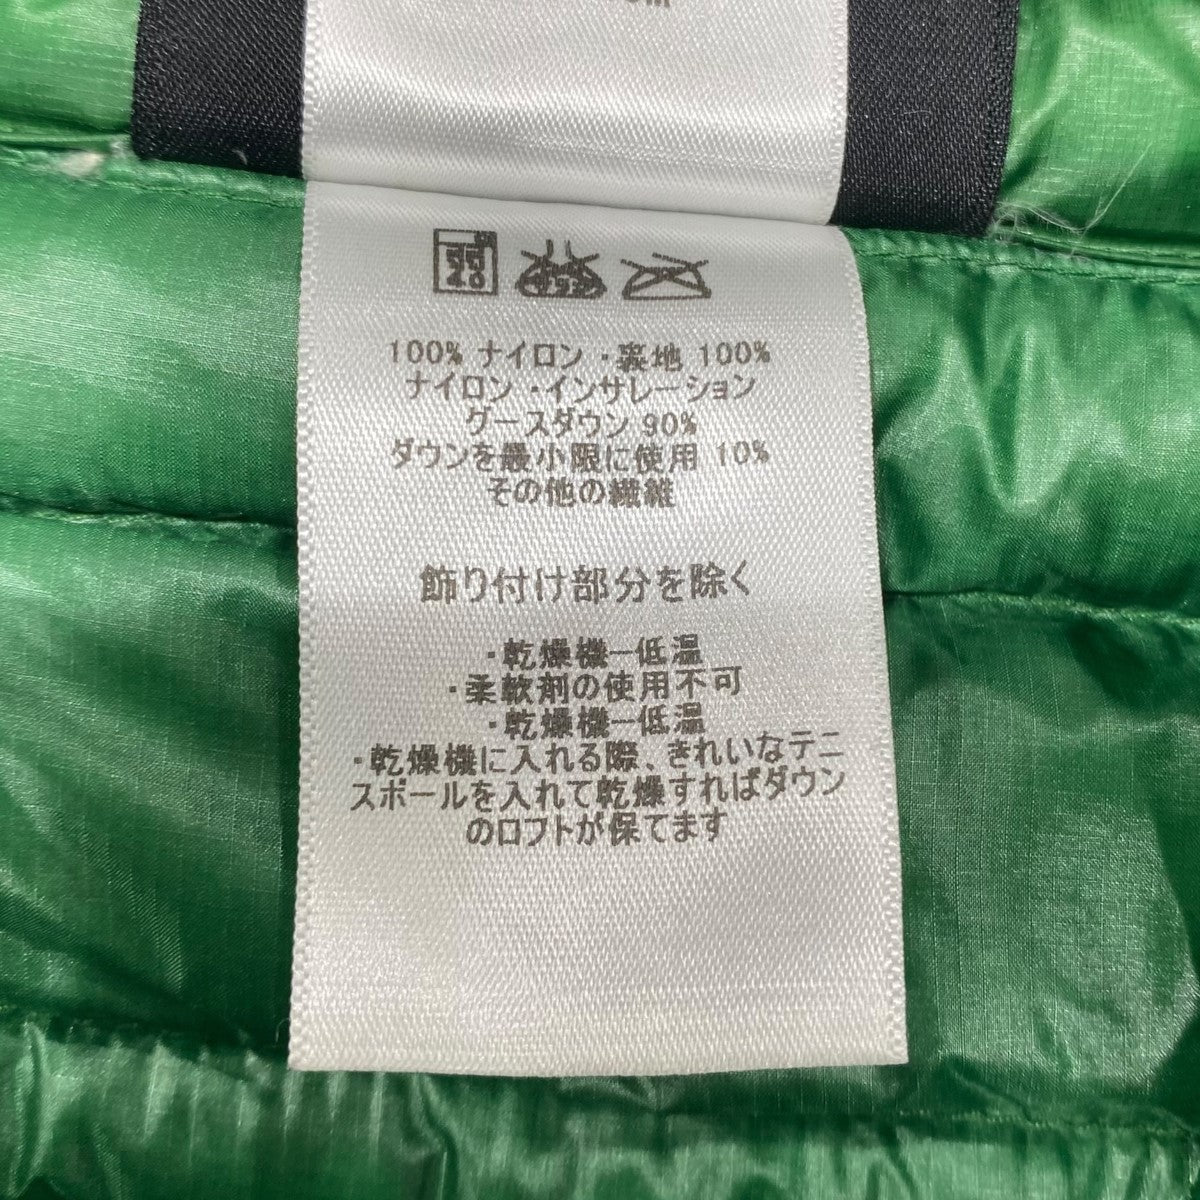 100% ナイロン ・裏地 100%
ナイロン ・インサレーション
グースダウン 90%
ダウンを最小限に使用 10%
その他の繊維
飾り付け部分を除く
・乾燥機ー低温
・柔軟剤の使用不可
・乾燥機ー低温
・乾燥機に入れる際、きれいなテニ
スボールを入れて乾燥すればダウン
のロフトが保てます